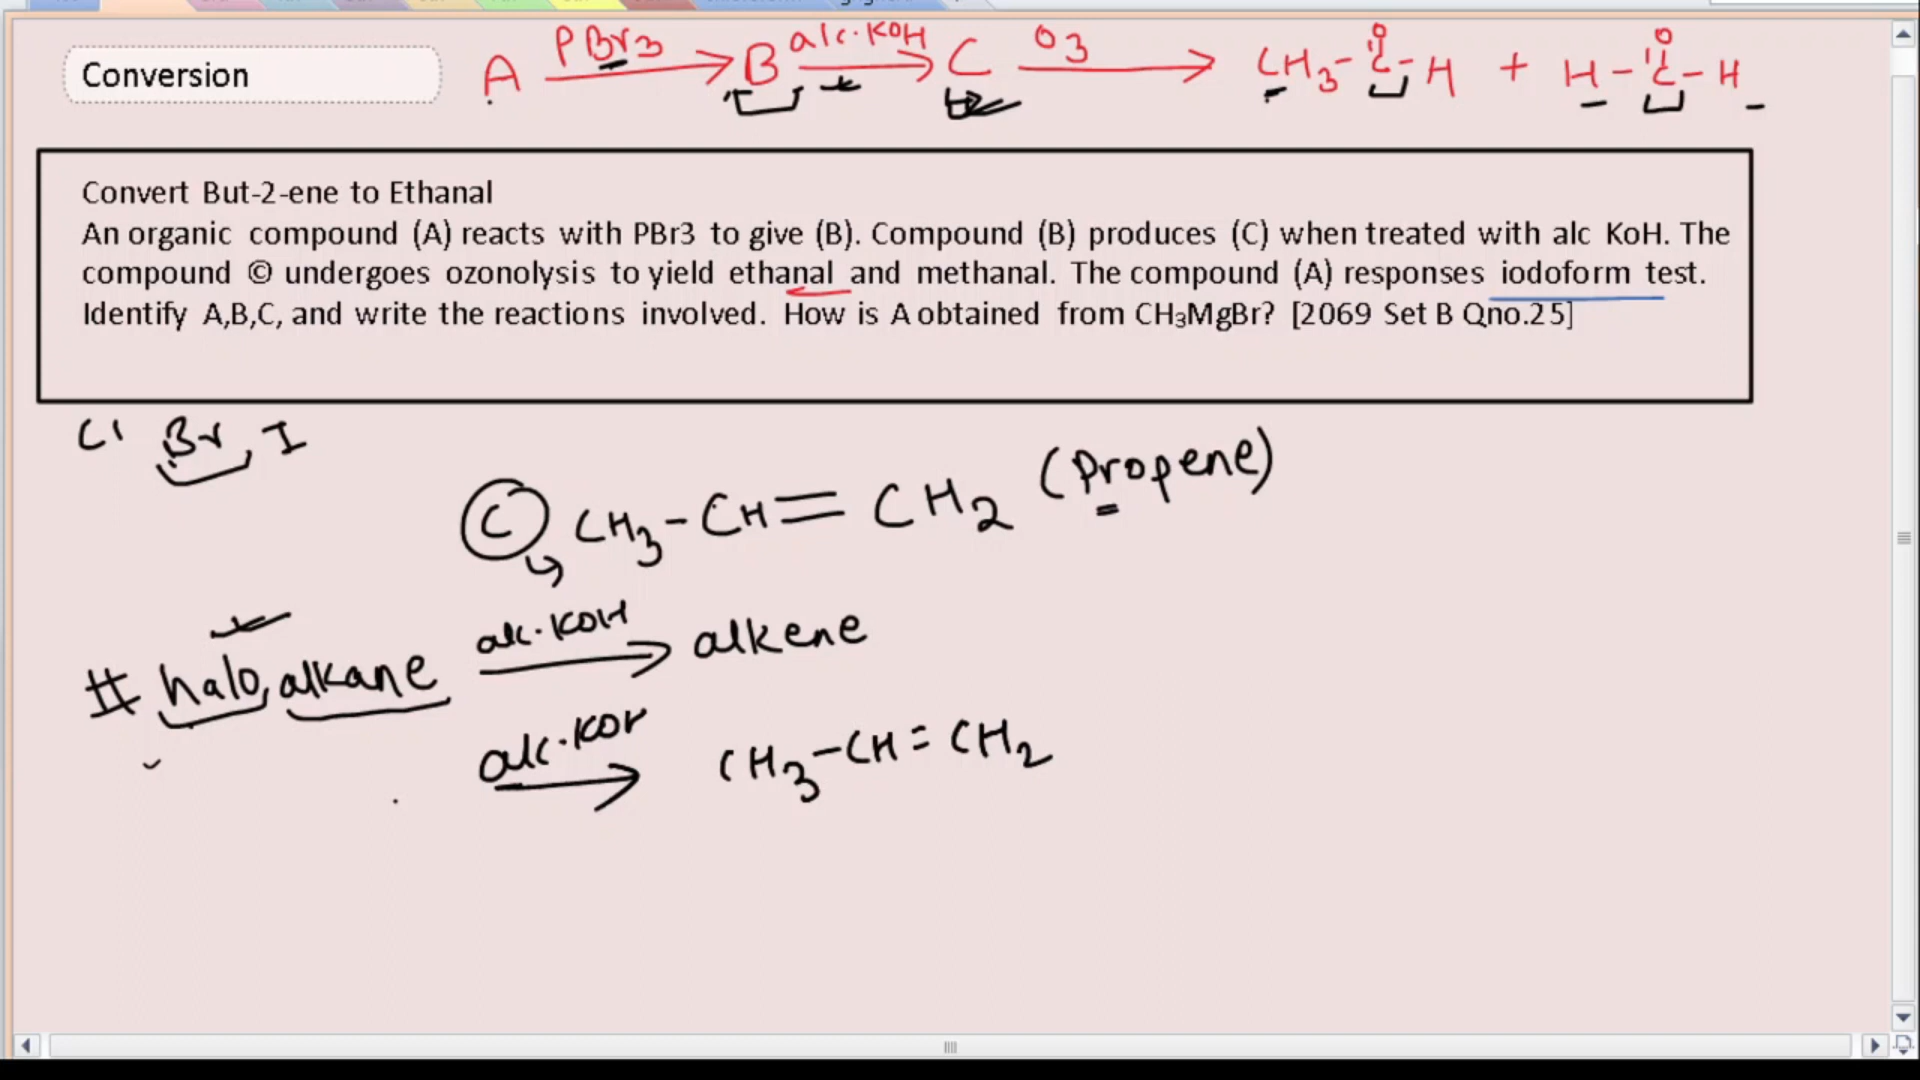 Conversion
A PBr3 B alc.KOH C O3 CH3-C-H + H-C-H
O O
Convert But-2-ene to Ethanal
An organic compound (A) reacts with PBr3 to give (B). Compound (B) produces (C) when treated with alc KoH. The
compound © undergoes ozonolysis to yield ethanal and methanal. The compound (A) responses iodoform test.
Identify A,B,C, and write the reactions involved. How is A obtained from CH₃MgBr? [2069 Set B Qno.25]
Cl Br, I
C CH3-CH=CH2 (Propene)
# halo, alkane alc.KOH alkene
alc.KOH CH3-CH=CH2